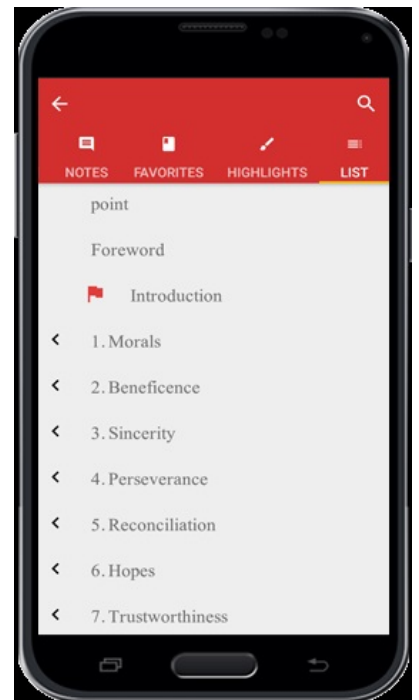 NOTES FAVORITES HIGHLIGHTS LIST
point
Foreword
Introduction
1. Morals
2. Beneficence
3. Sincerity
4. Perseverance
5. Reconciliation
6. Hopes
7. Trustworthiness